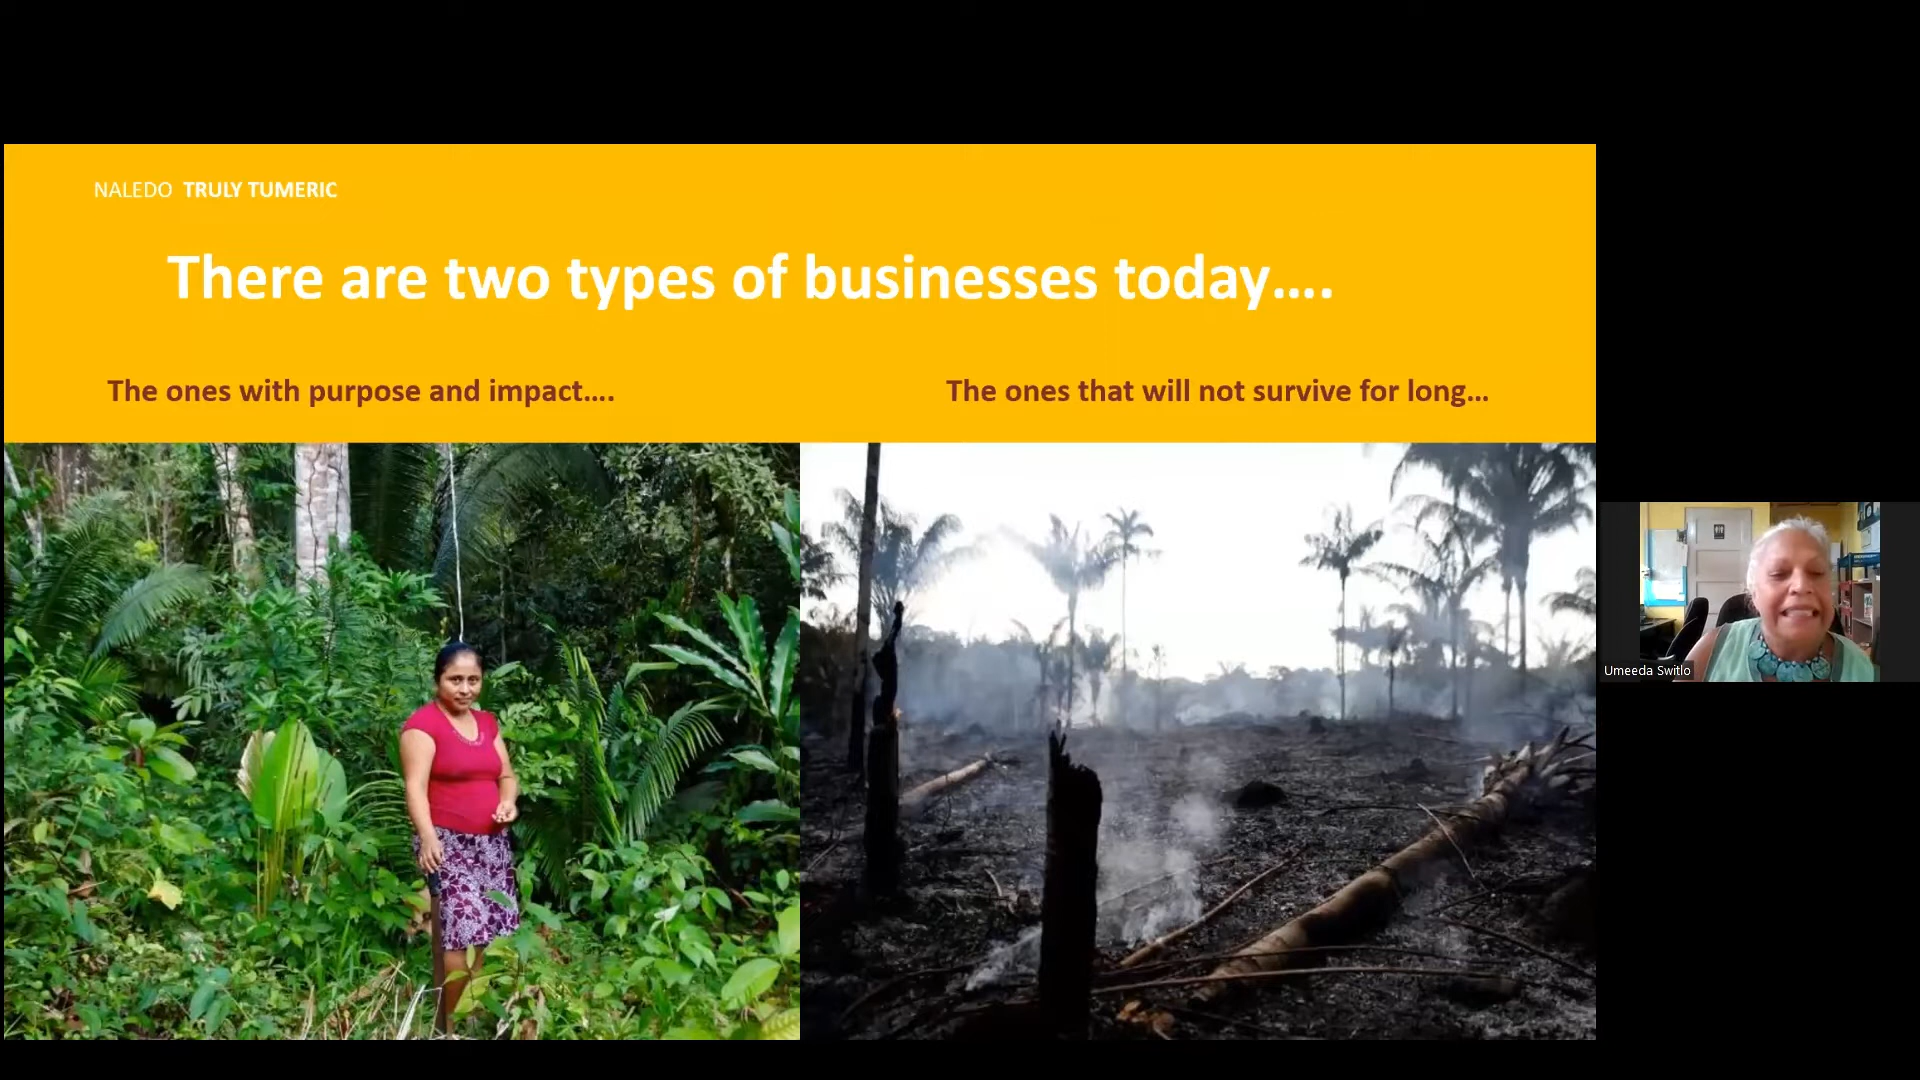 NALEDO TRULY TUMERIC
There are two types of businesses today….
The ones with purpose and impact….
The ones that will not survive for long…
Umeeda Switlo